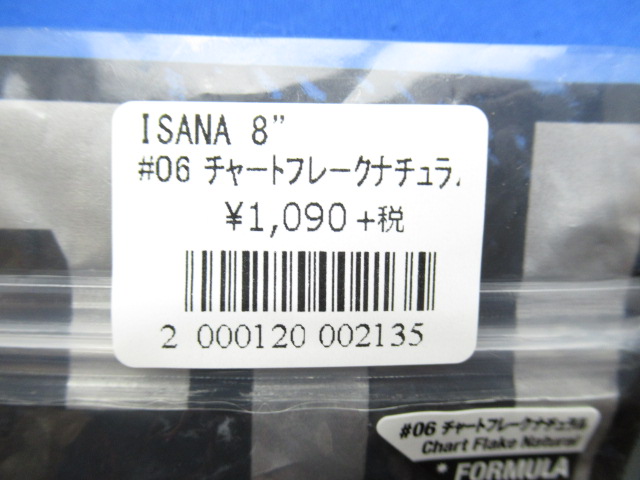 ISANA 8"
#06 チャートフレークナチュラ
¥1,090+税
2 000120 002135
#06 チャートフレークナチュラル
Chart Flake Natural
* FORMULA